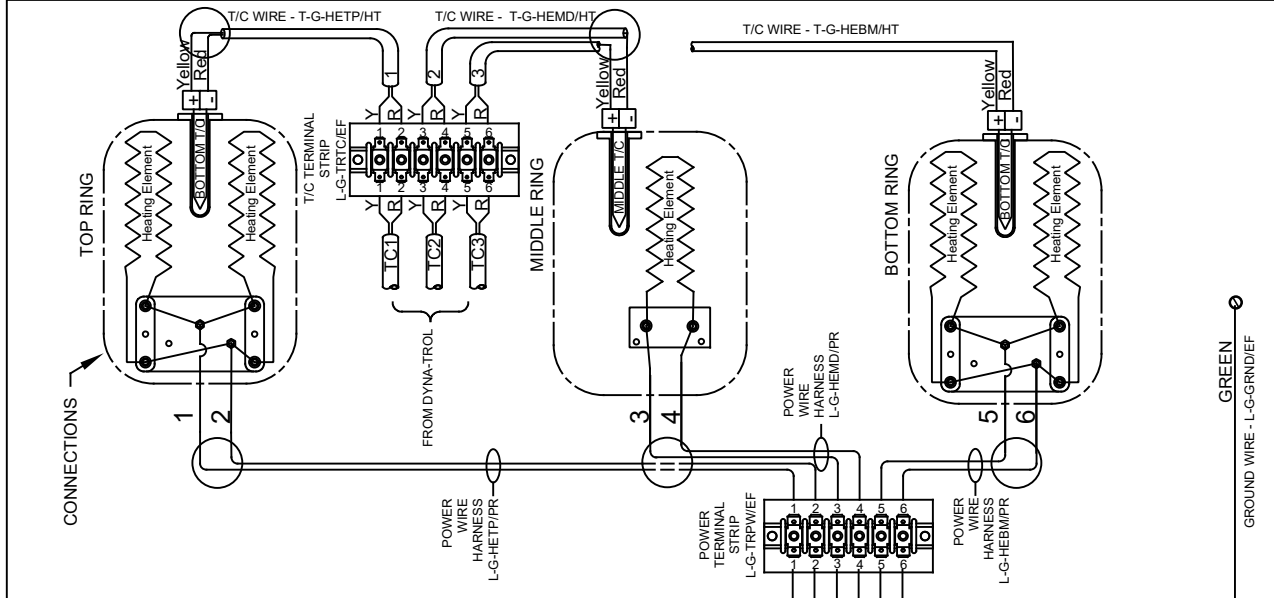 T/C WIRE - T-G-HETP/HT
T/C WIRE - T-G-HEMD/HT
T/C WIRE - T-G-HEBM/HT
Yellow
Red
+ -
1
2
3
Y R Y R Y R
1 2 3 4 5 6
T/C TERMINAL
STRIP
L-G-TRTC/EF
1 2 3 4 5 6
Y R Y R Y R
TC1
TC2
TC3
FROM DYNA-TROL
TOP RING
BOTTOM T/C
Heating Element
Heating Element
CONNECTIONS
1
2
Yellow
Red
+ -
MIDDLE RING
MIDDLE T/C
Heating Element
3
4
Yellow
Red
+ -
BOTTOM RING
BOTTOM T/C
Heating Element
Heating Element
5
6
POWER
WIRE
HARNESS
L-G-HETP/PR
POWER
WIRE
HARNESS
L-G-HEMD/PR
POWER
WIRE
HARNESS
L-G-HEBM/PR
POWER
TERMINAL
STRIP
L-G-TRPW/EF
1 2 3 4 5 6
1 2 3 4 5 6
GREEN
GROUND WIRE - L-G-GRND/EF